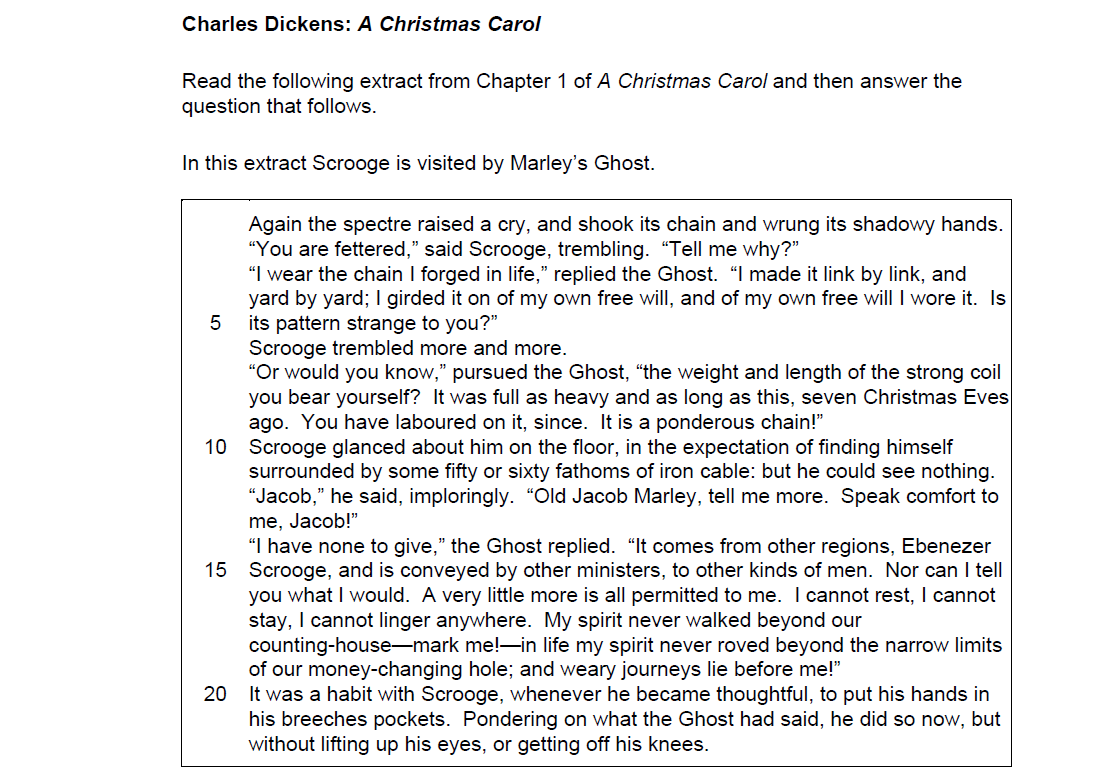 Charles Dickens: A Christmas Carol
Read the following extract from Chapter 1 of A Christmas Carol and then answer the
question that follows.
In this extract Scrooge is visited by Marley’s Ghost.
Again the spectre raised a cry, and shook its chain and wrung its shadowy hands.
“You are fettered,” said Scrooge, trembling.  “Tell me why?”
“I wear the chain I forged in life,” replied the Ghost.  “I made it link by link, and
yard by yard; I girded it on of my own free will, and of my own free will I wore it.  Is
5 its pattern strange to you?”
Scrooge trembled more and more.
“Or would you know,” pursued the Ghost, “the weight and length of the strong coil
you bear yourself?  It was full as heavy and as long as this, seven Christmas Eves
ago.  You have laboured on it, since.  It is a ponderous chain!”
10 Scrooge glanced about him on the floor, in the expectation of finding himself
surrounded by some fifty or sixty fathoms of iron cable: but he could see nothing.
“Jacob,” he said, imploringly.  “Old Jacob Marley, tell me more.  Speak comfort to
me, Jacob!”
“I have none to give,” the Ghost replied.  “It comes from other regions, Ebenezer
15 Scrooge, and is conveyed by other ministers, to other kinds of men.  Nor can I tell
you what I would.  A very little more is all permitted to me.  I cannot rest, I cannot
stay, I cannot linger anywhere.  My spirit never walked beyond our
counting-house—mark me!—in life my spirit never roved beyond the narrow limits
of our money-changing hole; and weary journeys lie before me!”
20 It was a habit with Scrooge, whenever he became thoughtful, to put his hands in
his breeches pockets.  Pondering on what the Ghost had said, he did so now, but
without lifting up his eyes, or getting off his knees.